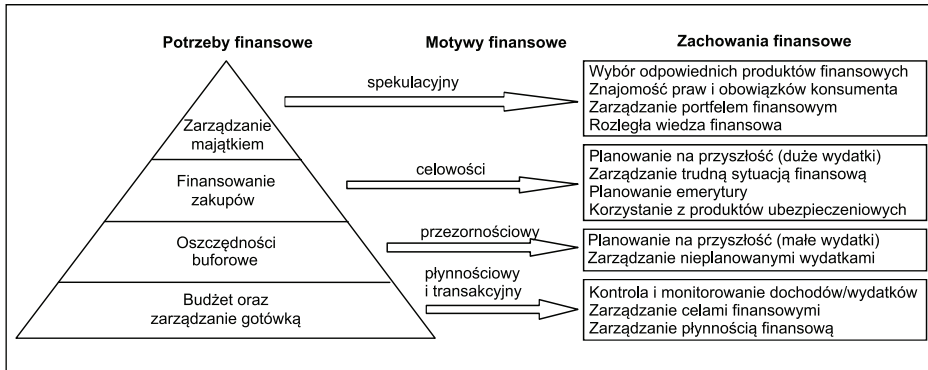 Potrzeby finansowe
Motywy finansowe
Zachowania finansowe
Zarządzanie
majątkiem
spekulacyjny
Wybór odpowiednich produktów finansowych
Znajomość praw i obowiązków konsumenta
Zarządzanie portfelem finansowym
Rozległa wiedza finansowa
Finansowanie
zakupów
celowości
Planowanie na przyszłość (duże wydatki)
Zarządzanie trudną sytuacją finansową
Planowanie emerytury
Korzystanie z produktów ubezpieczeniowych
Oszczędności
buforowe
przezornościowy
Planowanie na przyszłość (małe wydatki)
Zarządzanie nieplanowanymi wydatkami
Budżet oraz
zarządzanie gotówką
płynnościowy
i transakcyjny
Kontrola i monitorowanie dochodów/wydatków
Zarządzanie celami finansowymi
Zarządzanie płynnością finansową